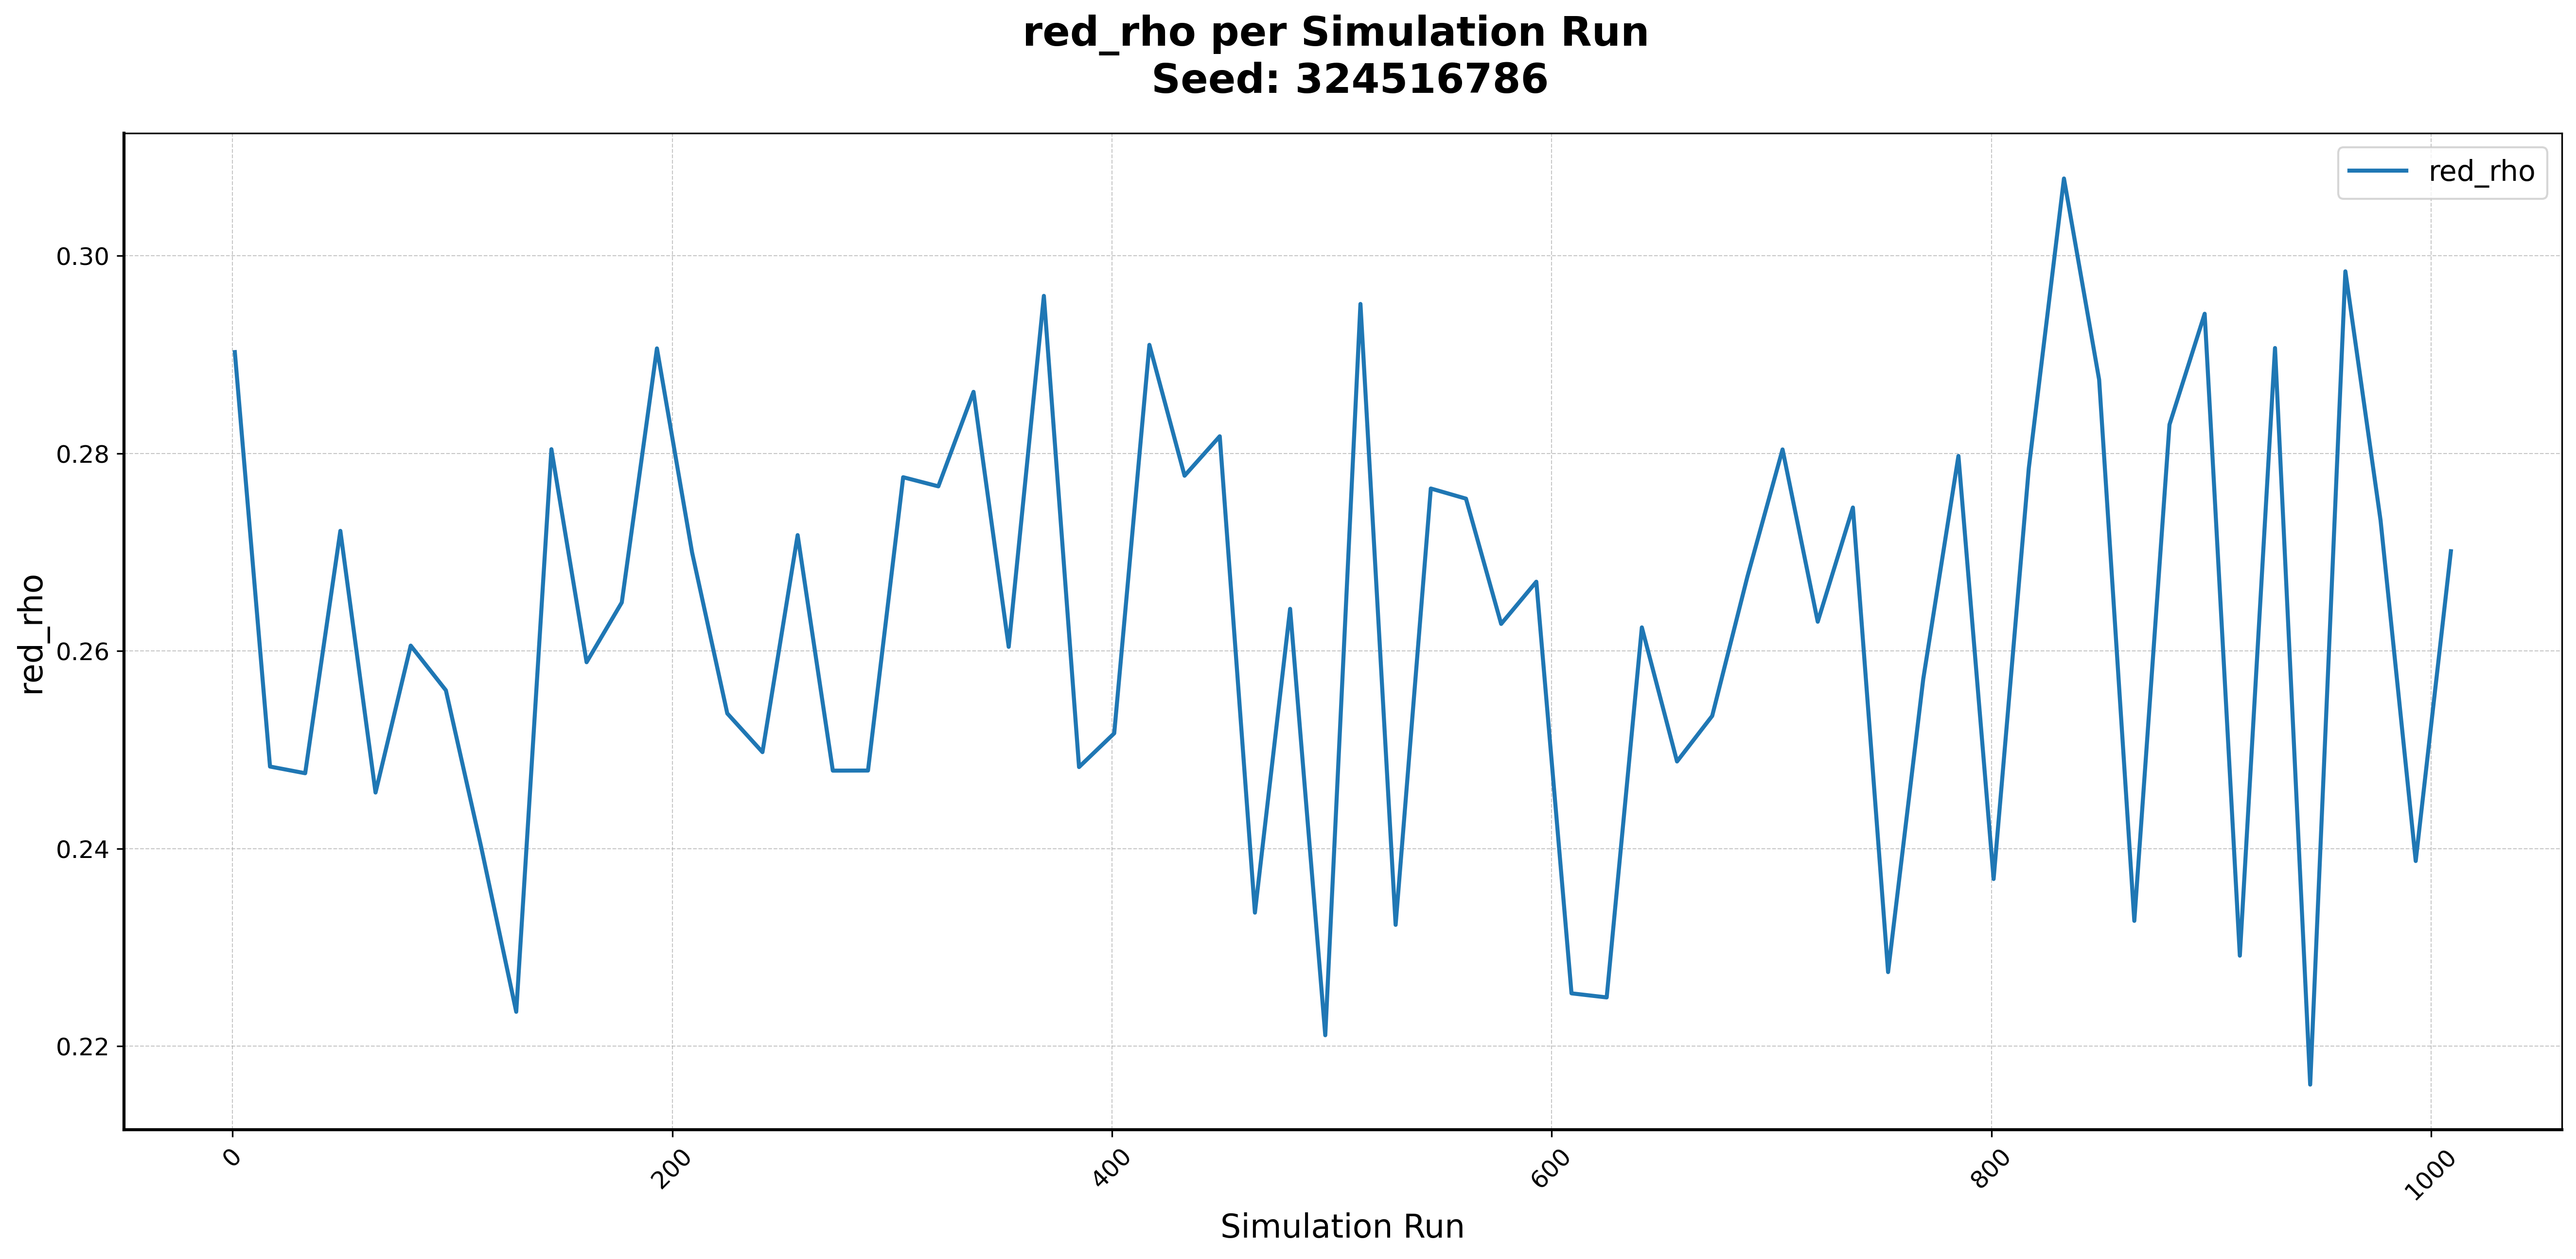 red_rho per Simulation Run
Seed: 324516786
red_rho
0.30
0.28
0.26
0.24
0.22
red_rho
0
200
400
600
800
1000
Simulation Run